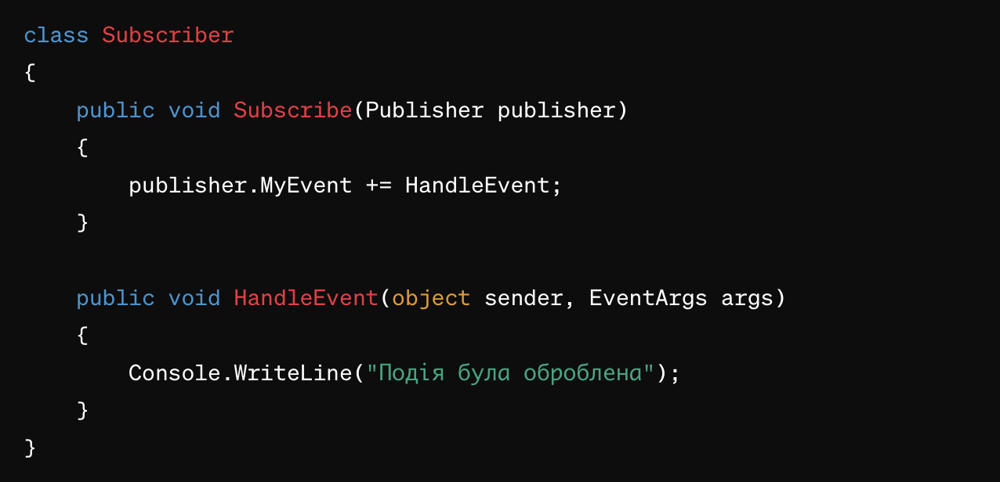 class Subscriber
{
    public void Subscribe(Publisher publisher)
    {
        publisher.MyEvent += HandleEvent;
    }

    public void HandleEvent(object sender, EventArgs args)
    {
        Console.WriteLine("Подія була оброблена");
    }
}